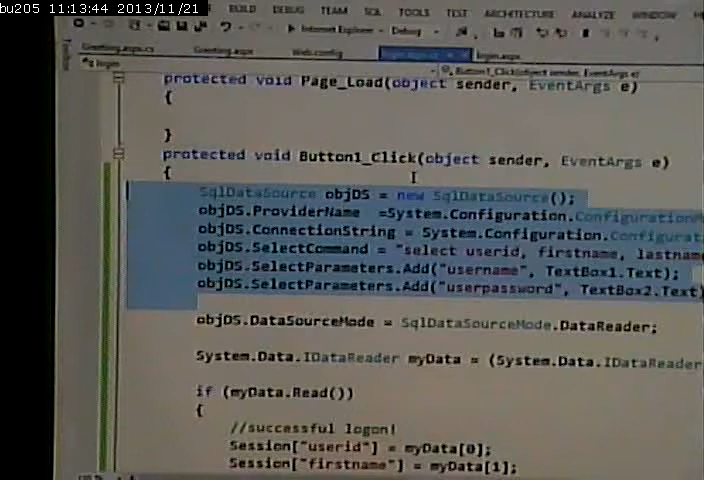 bu205 11:13:44 2013/11/21
BUILD DEBUG TEAM SQL TOOLS TEST ARCHITECTURE ANALYZE WINDOW
Internet Explorer Debug
Greeting.aspx.cs Greeting.aspx Web.config login.aspx
login Button1_Click(object sender, EventArgs e)
protected void Page_Load(object sender, EventArgs e)
{
}
protected void Button1_Click(object sender, EventArgs e)
{
SqlDataSource objDS = new SqlDataSource();
objDS.ProviderName =System.Configuration.
objDS.ConnectionString = System.Configuration.
objDS.SelectCommand = "select userid, firstname, lastname
objDS.SelectParameters.Add("username", TextBox1.Text);
objDS.SelectParameters.Add("userpassword", TextBox2.Text)
objDS.DataSourceMode = SqlDataSourceMode.DataReader;
System.Data.IDataReader myData = (System.Data.IDataReader
if (myData.Read())
{
//successful logon!
Session["userid"] = myData[0];
Session["firstname"] = myData[1];